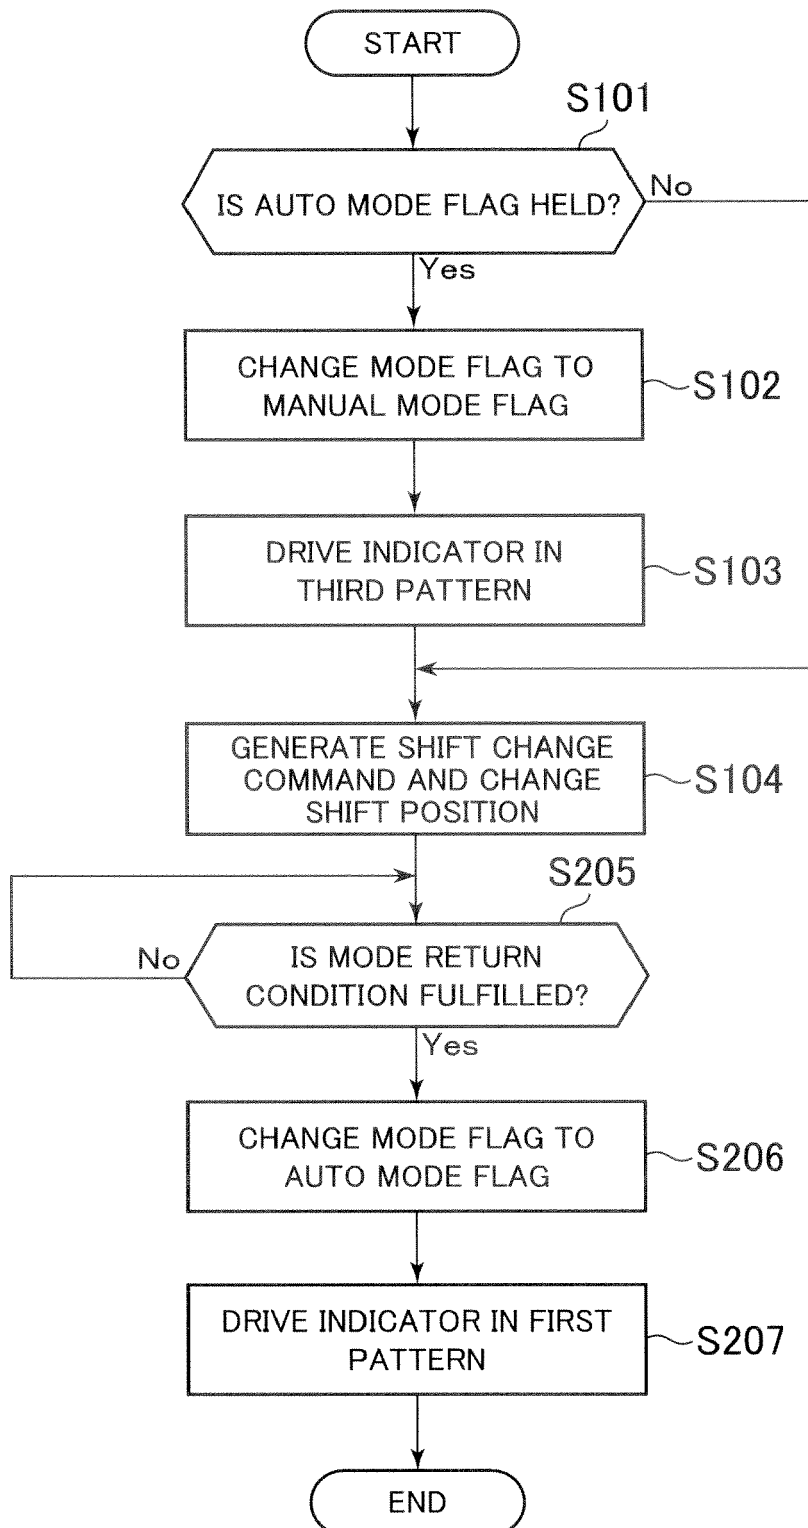 START
S101
IS AUTO MODE FLAG HELD?
No
Yes
CHANGE MODE FLAG TO
MANUAL MODE FLAG
S102
DRIVE INDICATOR IN
THIRD PATTERN
S103
GENERATE SHIFT CHANGE
COMMAND AND CHANGE
SHIFT POSITION
S104
S205
No
IS MODE RETURN
CONDITION FULFILLED?
Yes
CHANGE MODE FLAG TO
AUTO MODE FLAG
S206
DRIVE INDICATOR IN FIRST
PATTERN
S207
END